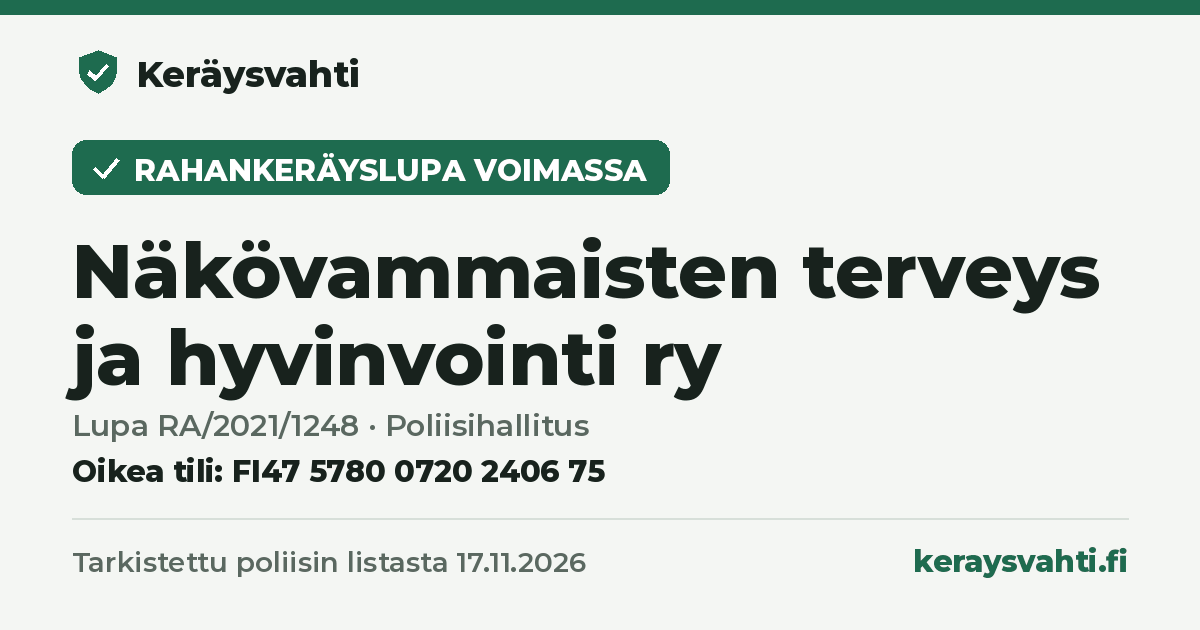 Keräysvahti
RAHANKERÄYSLUPA VOIMASSA
Näkövammaisten terveys
ja hyvinvointi ry
Lupa RA/2021/1248 · Poliisihallitus
Oikea tili: FI47 5780 0720 2406 75
Tarkistettu poliisin listasta 17.11.2026
keraysvahti.fi